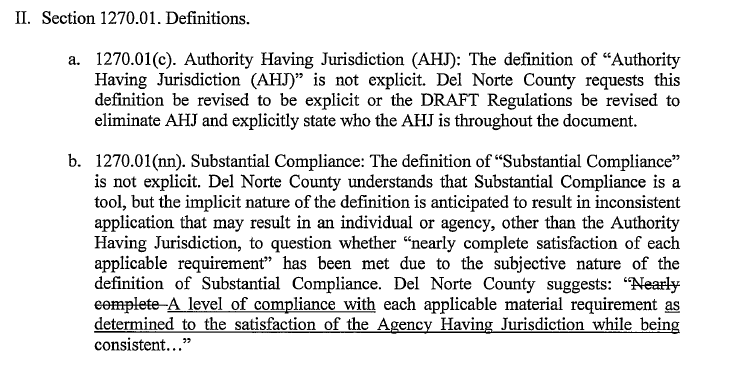 II. Section 1270.01. Definitions.
a. 1270.01(c). Authority Having Jurisdiction (AHJ): The definition of “Authority
Having Jurisdiction (AHJ)” is not explicit. Del Norte County requests this
definition be revised to be explicit or the DRAFT Regulations be revised to
eliminate AHJ and explicitly state who the AHJ is throughout the document.
b. 1270.01(nn). Substantial Compliance: The definition of “Substantial Compliance”
is not explicit. Del Norte County understands that Substantial Compliance is a
tool, but the implicit nature of the definition is anticipated to result in inconsistent
application that may result in an individual or agency, other than the Authority
Having Jurisdiction, to question whether “nearly complete satisfaction of each
applicable requirement” has been met due to the subjective nature of the
definition of Substantial Compliance. Del Norte County suggests: “Nearly
complete A level of compliance with each applicable material requirement as
determined to the satisfaction of the Agency Having Jurisdiction while being
consistent…”